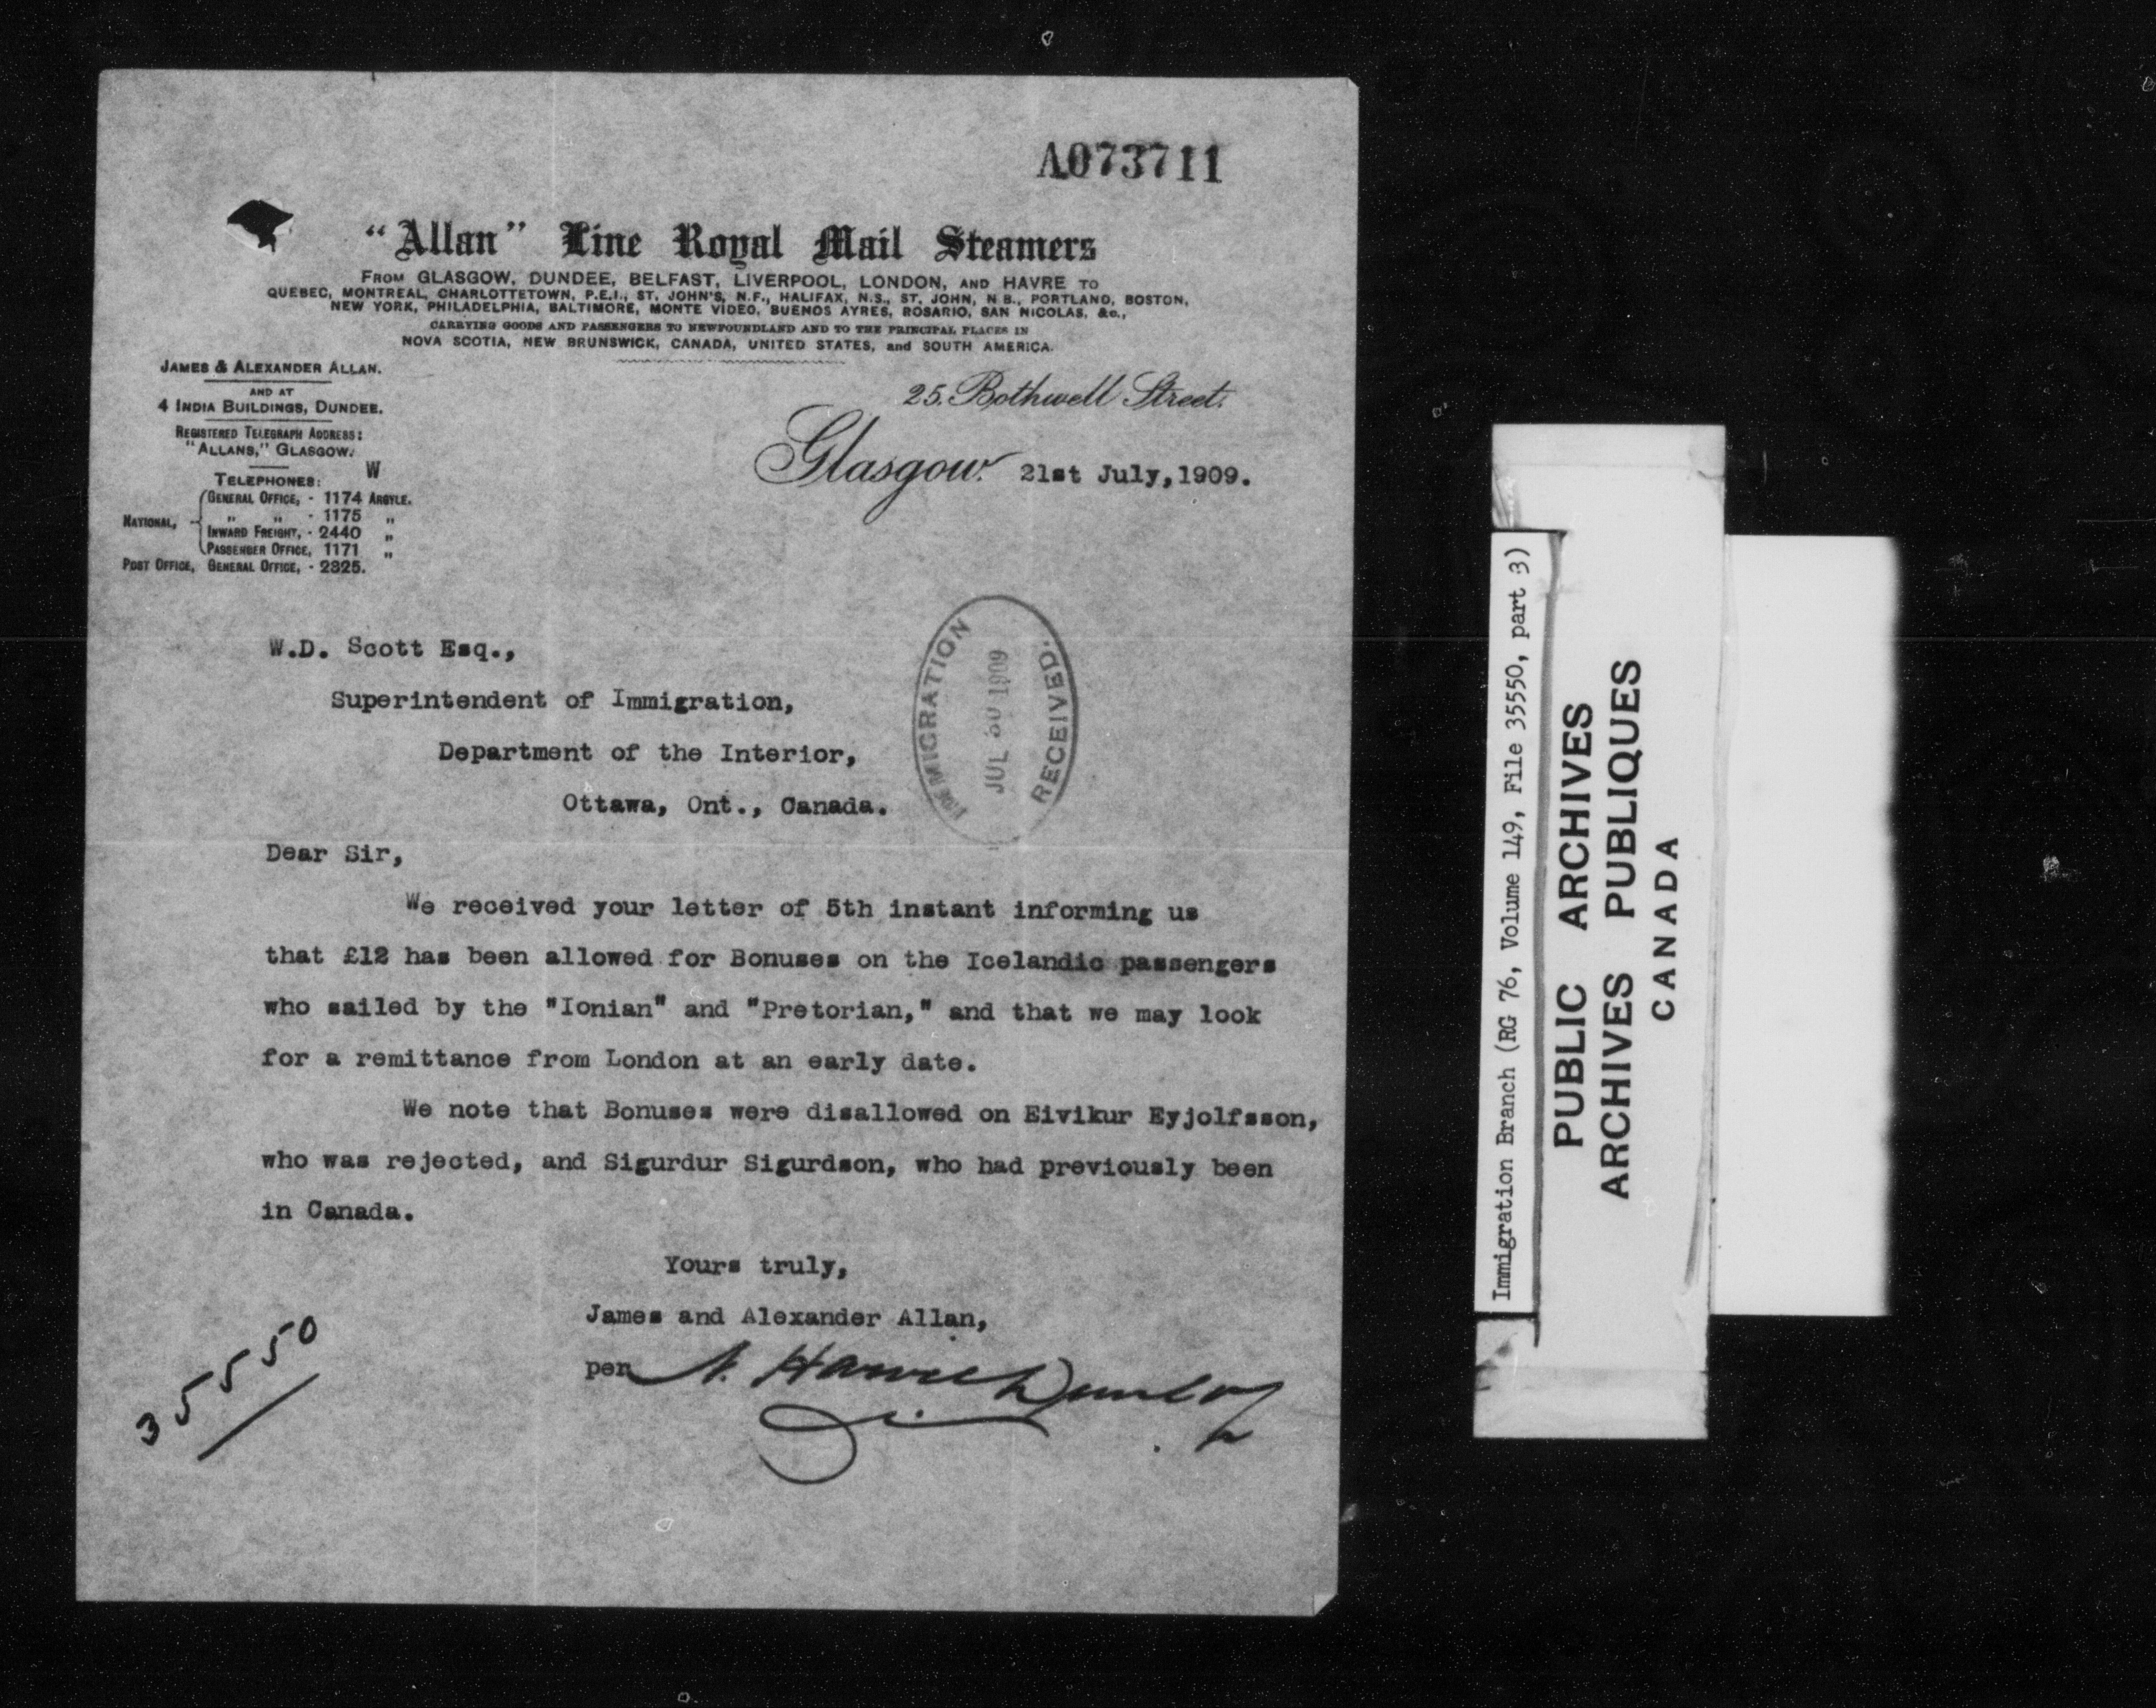 A073711
"Allan" Line Royal Mail Steamers
FROM GLASGOW, DUNDEE, BELFAST, LIVERPOOL, LONDON, AND HAVRE TO
QUEBEC, MONTREAL, CHARLOTTETOWN, P.E.I., ST. JOHN'S, N.F., HALIFAX, N.S., ST. JOHN, N.B., PORTLAND, BOSTON,
NEW YORK, PHILADELPHIA, BALTIMORE, MONTE VIDEO, BUENOS AYRES, ROSARIO, SAN NICOLAS, &c.,
CARRYING GOODS AND PASSENGERS TO NEWFOUNDLAND AND TO THE PRINCIPAL PLACES IN
NOVA SCOTIA, NEW BRUNSWICK, CANADA, UNITED STATES, and SOUTH AMERICA.
JAMES & ALEXANDER ALLAN.
AND AT
4 INDIA BUILDINGS, DUNDEE.
REGISTERED TELEGRAPH ADDRESS:
"ALLANS," GLASGOW.
W
TELEPHONES:
NATIONAL,
GENERAL OFFICE, - 1174 ARGYLE.
" " - 1175 "
INWARD FREIGHT, - 2440 "
PASSENGER OFFICE, 1171 "
POST OFFICE, GENERAL OFFICE, - 2325.
25. Bothwell Street.
Glasgow. 21st July, 1909.
W.D. Scott Esq.,
Superintendent of Immigration,
Department of the Interior,
Ottawa, Ont., Canada.
IMMIGRATION
JUL 30 1909
RECEIVED.
Dear Sir,
We received your letter of 5th instant informing us
that £12 has been allowed for Bonuses on the Icelandic passengers
who sailed by the "Ionian" and "Pretorian," and that we may look
for a remittance from London at an early date.
We note that Bonuses were disallowed on Eivikur Eyjolfsson,
who was rejected, and Sigurdur Sigurdson, who had previously been
in Canada.
Yours truly,
James and Alexander Allan,
per
Dunlop
35550
Immigration Branch (RG 76, Volume 149, File 35550, part 3)
PUBLIC ARCHIVES
ARCHIVES PUBLIQUES
CANADA